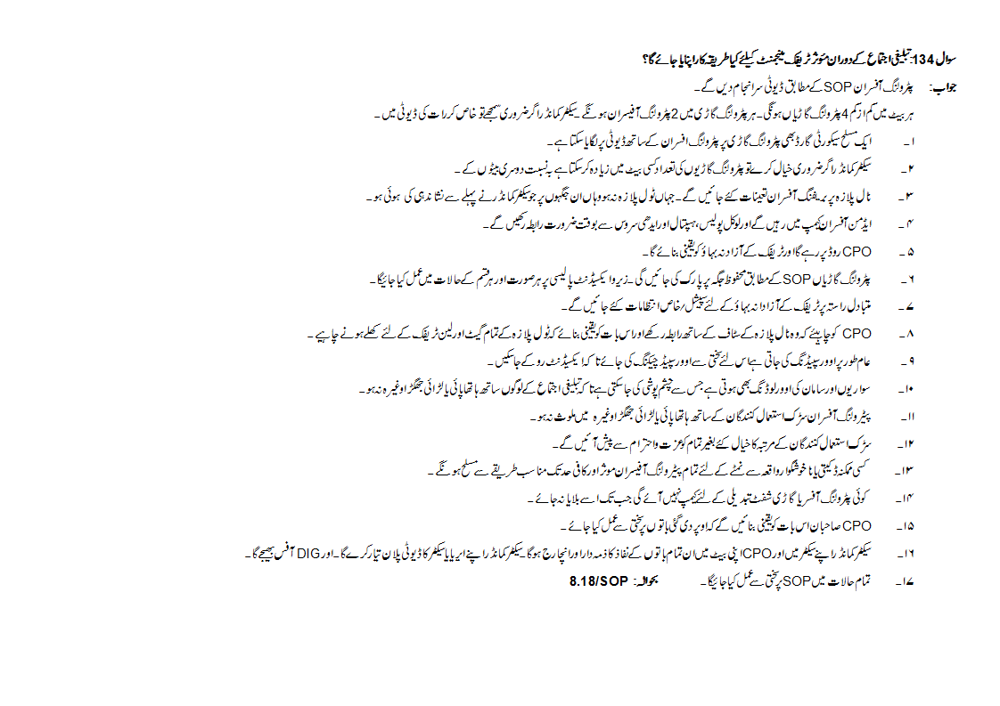 سوال 134: تبلیغی اجتماع کے دوران مئوثر ٹریفک مینجمنٹ کیلئے کیا طریقہ کار اپنایا جائے گا؟
جواب: پٹرولنگ آفسران SOP کے مطابق ڈیوٹی سرانجام دیں گے۔
ہر بیٹ میں کم از کم 4 پٹرولنگ گاڑیاں ہونگی۔ ہر پٹرولنگ گاڑی میں 2 پٹرولنگ آفیسران ہونگے۔ سیکٹر کمانڈر اگر ضروری سمجھے تو خاص کر رات کی ڈیوٹی میں۔
۱۔ ایک مسلح سیکورٹی گارڈ بھی پٹرولنگ گاڑی پر پٹرولنگ افسران کے ساتھ ڈیوٹی پر لگایا سکتا ہے۔
۲۔ سیکٹر کمانڈر اگر ضروری خیال کرے تو پٹرولنگ گاڑیوں کی تعداد کسی بیٹ میں زیادہ کر سکتا ہے بہ نسبت دوسری بیٹوں کے۔
۳۔ ٹال پلازہ پر بریفنگ آفسران تعینات کئے جائیں گے۔ جہاں ٹول پلازہ نہ ہو وہاں ان جگہوں پر جو سیکٹر کمانڈر نے پہلے سے نشاندہی کی ہوئی ہو۔
۴۔ ایڈمن آفسران کیمپ میں رہیں گے اور لوکل پولیس، ہسپتال اور ایدھی سروس سے بوقت ضرورت رابطہ رکھیں گے۔
۵۔ CPO روڈ پر رہے گا اور ٹریفک کے آزادنہ بہاؤ کو یقینی بنائے گا۔
۶۔ پٹرولنگ گاڑیاں SOP کے مطابق محفوظ جگہ پر پارک کی جائیں گی۔ زیرو ایکسیڈنٹ پالیسی پر ہر صورت اور ہر قسم کے حالات میں عمل کیا جائیگا۔
۷۔ متبادل راستہ پر ٹریفک کے آزادانہ بہاؤ کے لئے سپیشل/خاص انتظامات کئے جائیں گے۔
۸۔ CPO کو چاہیئے کہ وہ ٹال پلازہ کے سٹاف کے ساتھ رابطہ رکھے اور اس بات کو یقینی بنائے کہ ٹول پلازہ کے تمام گیٹ اور لین ٹریفک کے لئے کھلے ہونے چاہیے۔
۹۔ عام طور پر اوور سپیڈنگ کی جاتی ہے اس لئے سختی سے اوور سپیڈ چیکنگ کی جائے تا کہ ایکسیڈنٹ روکے جا سکیں۔
۱۰۔ سواریوں اور سامان کی اوور لوڈنگ بھی ہوتی ہے جس سے چشم پوشی کی جا سکتی ہے تا کہ تبلیغی اجتماع کے لوگوں ساتھ ہاتھا پائی یا لڑائی جھگڑا وغیرہ نہ ہو۔
۱۱۔ پیٹرولنگ آفسران سڑک استعمال کنندگان کے ساتھ ہاتھا پائی یا لڑائی جھگڑا وغیرہ میں ملوث نہ ہو۔
۱۲۔ سڑک استعمال کنندگان کے مرتبہ کا خیال کئے بغیر تمام کو عزت و احترام سے پیش آئیں گے۔
۱۳۔ کسی ممکنہ ڈکیتی یا نا خوشگوار واقعہ سے نمٹے کے لئے تمام پیٹرولنگ آفیسران موثر اور کافی حد تک مناسب طریقے سے مسلح ہونگے۔
۱۴۔ کوئی پٹرولنگ آفسر یا گاڑی شفٹ تبدیلی کے لئے کیمپ نہیں آئے گی جب تک اسے بلایا نہ جائے۔
۱۵۔ CPO صاحبان اس بات کو یقینی بنائیں گے کہ اوپر دی گئی باتوں پر سختی سے عمل کیا جائے۔
۱۶۔ سیکٹر کمانڈر اپنے سیکٹر میں اور CPO اپنی بیٹ میں ان تمام باتوں کے نفاذ کا ذمہ دار اور انچارج ہوگا۔ سیکٹر کمانڈر اپنے ایریا یا سیکٹر کا ڈیوٹی پلان تیار کرے گا۔ اور DIG آفس بھیجے گا۔
۱۷۔ تمام حالات میں SOP پر سختی سے عمل کیا جائیگا۔ بحوالہ: 8.18/SOP